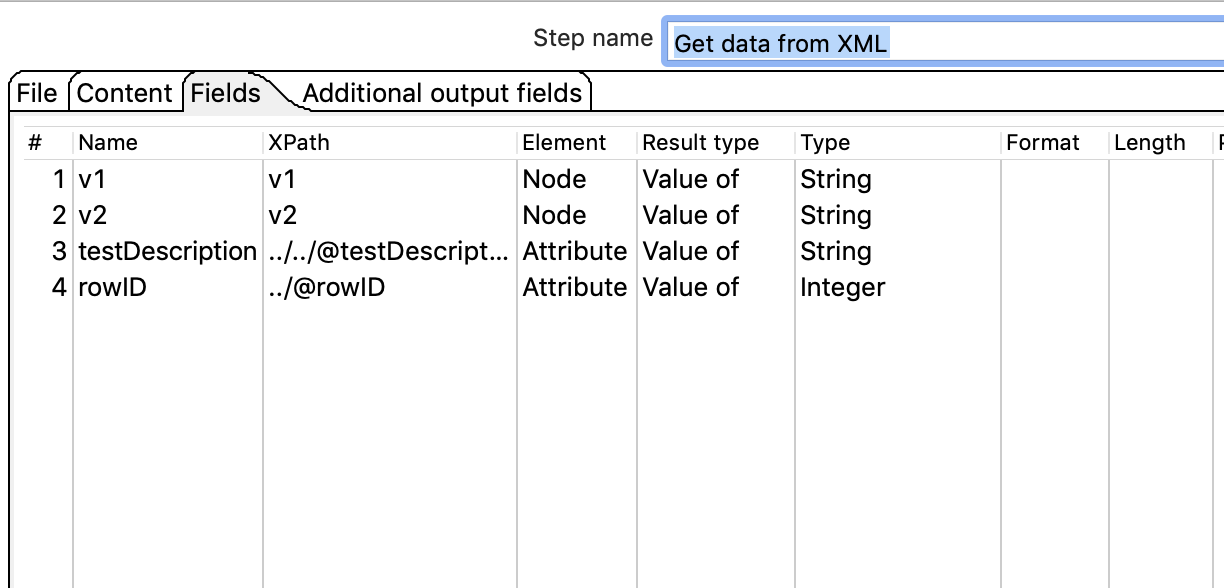 Step name Get data from XML
File Content Fields Additional output fields
# Name XPath Element Result type Type Format Length
1 v1 v1 Node Value of String
2 v2 v2 Node Value of String
3 testDescription ../../@testDescript... Attribute Value of String
4 rowID ../@rowID Attribute Value of Integer